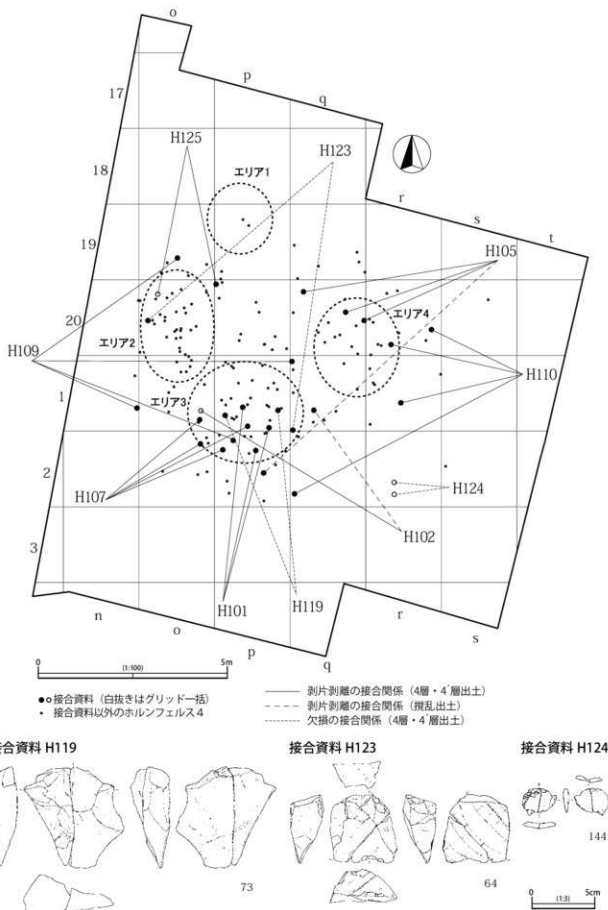 o
p
q
17
H125
H123
エリア1
18
r
s
t
19
H105
20
エリア4
エリア2
H109
H110
1
エリア3
2
H124
H107
H102
3
H101
H119
n
o
p
q
r
s
0
(1:100)
5m
●○接合資料（白抜きはグリッド一括）
・ 接合資料以外のホルンフェルス4
剥片剥離の接合関係（4層・4´層出土）
剥片剥離の接合関係（撹乱出土）
欠損の接合関係（4層・4´層出土）
接合資料 H119
接合資料 H123
接合資料 H124
73
64
144
0
(1:3)
5cm